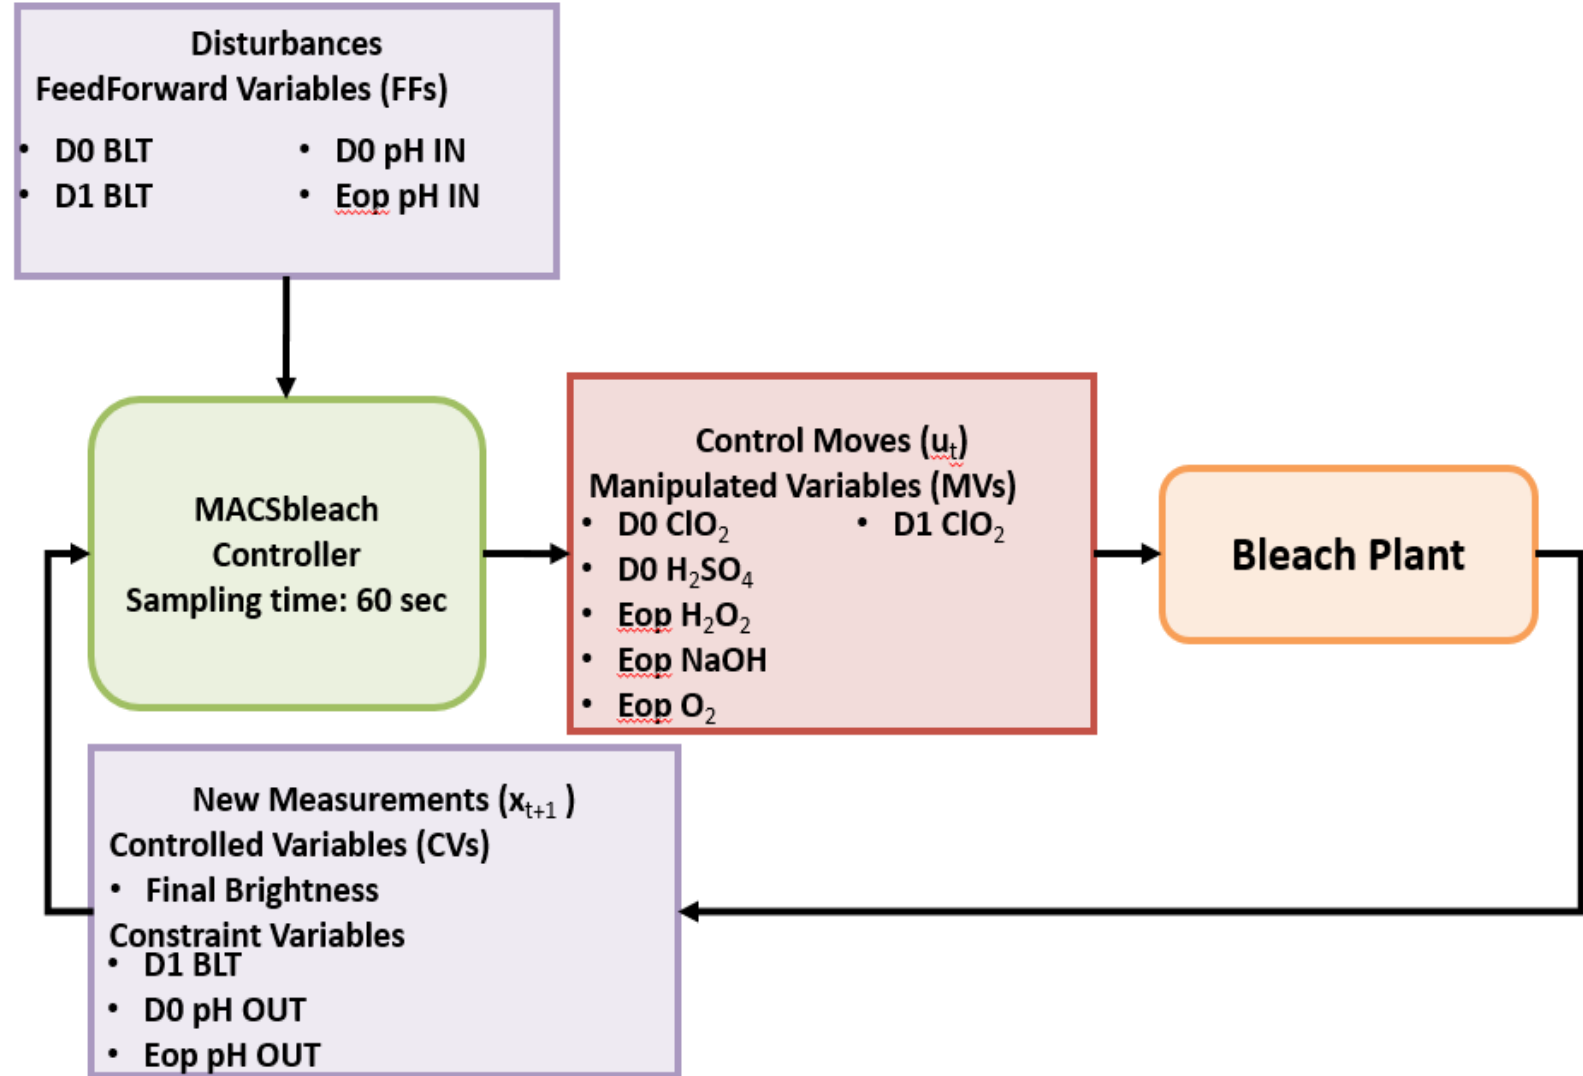 Disturbances
FeedForward Variables (FFs)
• D0 BLT
• D1 BLT
• D0 pH IN
• Eop pH IN
MACSbleach
Controller
Sampling time: 60 sec
Control Moves (uₜ)
Manipulated Variables (MVs)
• D0 ClO₂
• D0 H₂SO₄
• Eop H₂O₂
• Eop NaOH
• Eop O₂
• D1 ClO₂
Bleach Plant
New Measurements (xₜ₊₁ )
Controlled Variables (CVs)
• Final Brightness
Constraint Variables
• D1 BLT
• D0 pH OUT
• Eop pH OUT